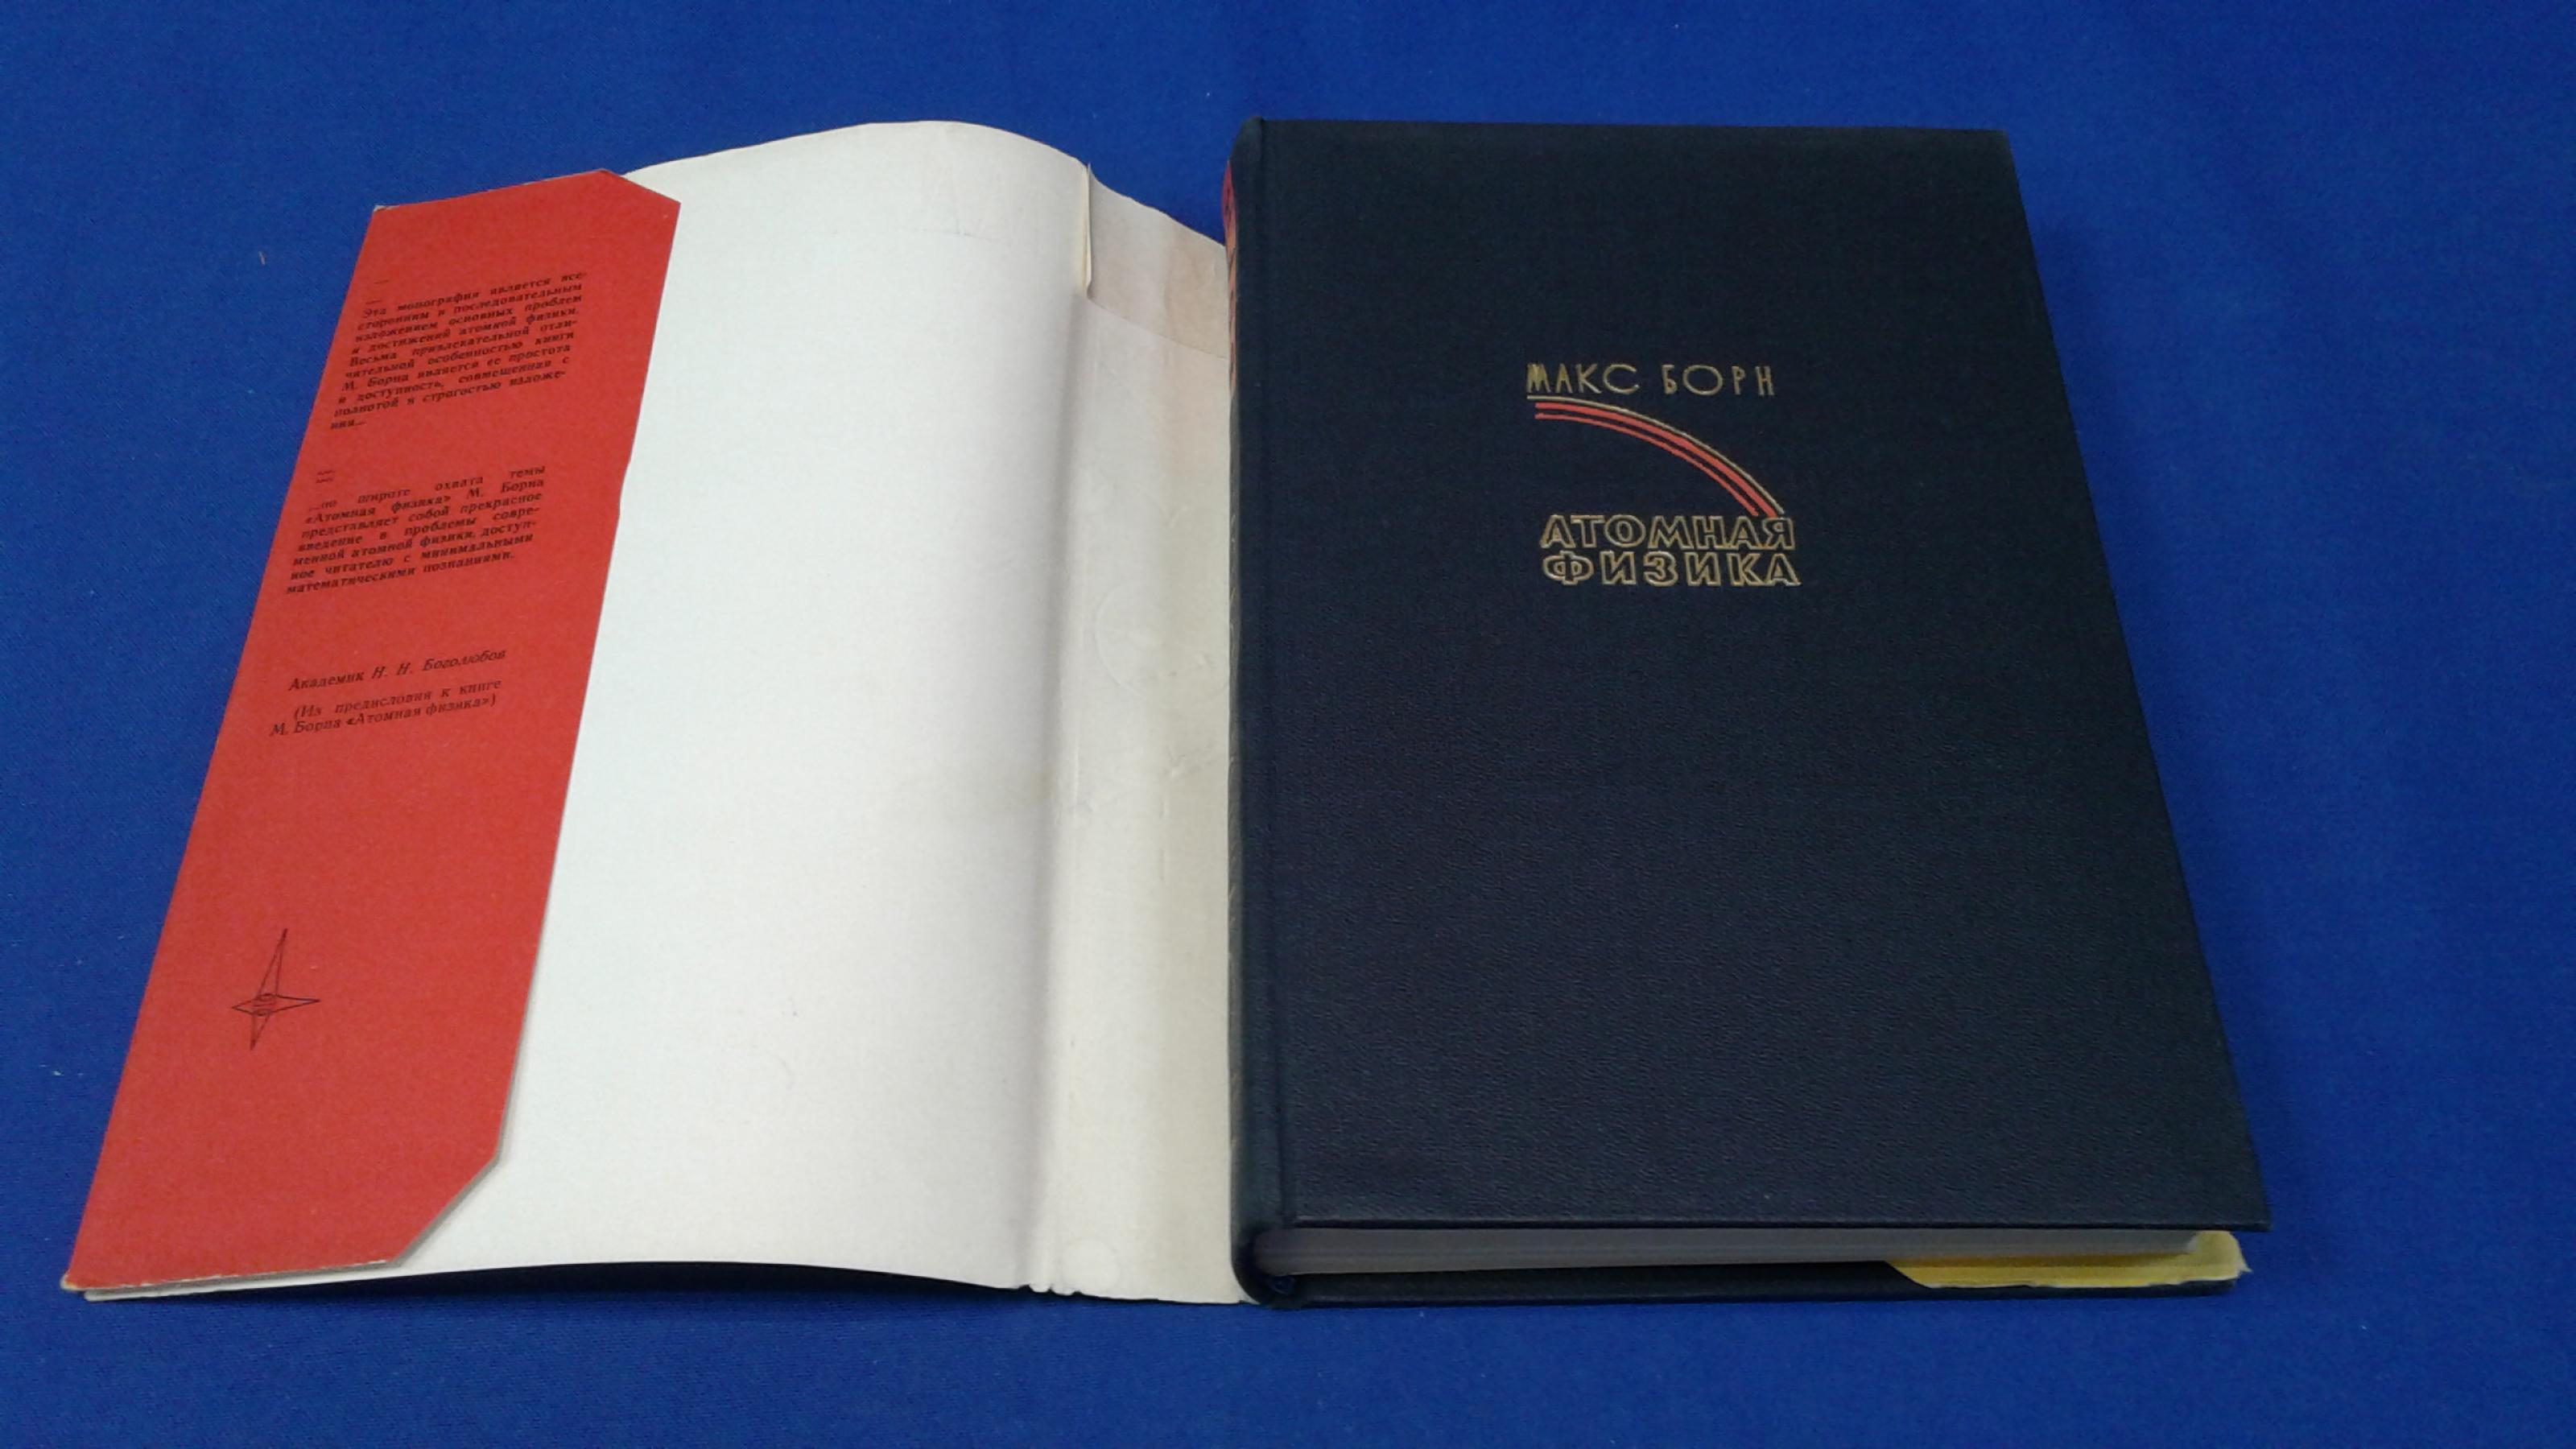 Эта монография является все-
сторонним и последовательным
изложением основных проблем
и достижений атомной физики.
Весьма привлекательной отли-
чительной особенностью книги
М. Борна является ее простота
и доступность, совмещенная с
полнотой и строгостью изложе-
ния...
...по широте охвата темы
«Атомная физика» М. Борна
представляет собой прекрасное
введение в проблемы совре-
менной атомной физики, доступ-
ное читателю с минимальными
математическими познаниями.
Академик Н. Н. Боголюбов
(Из предисловия к книге
М. Борна «Атомная физика»)
МАКС БОРН
АТОМНАЯ
ФИЗИКА